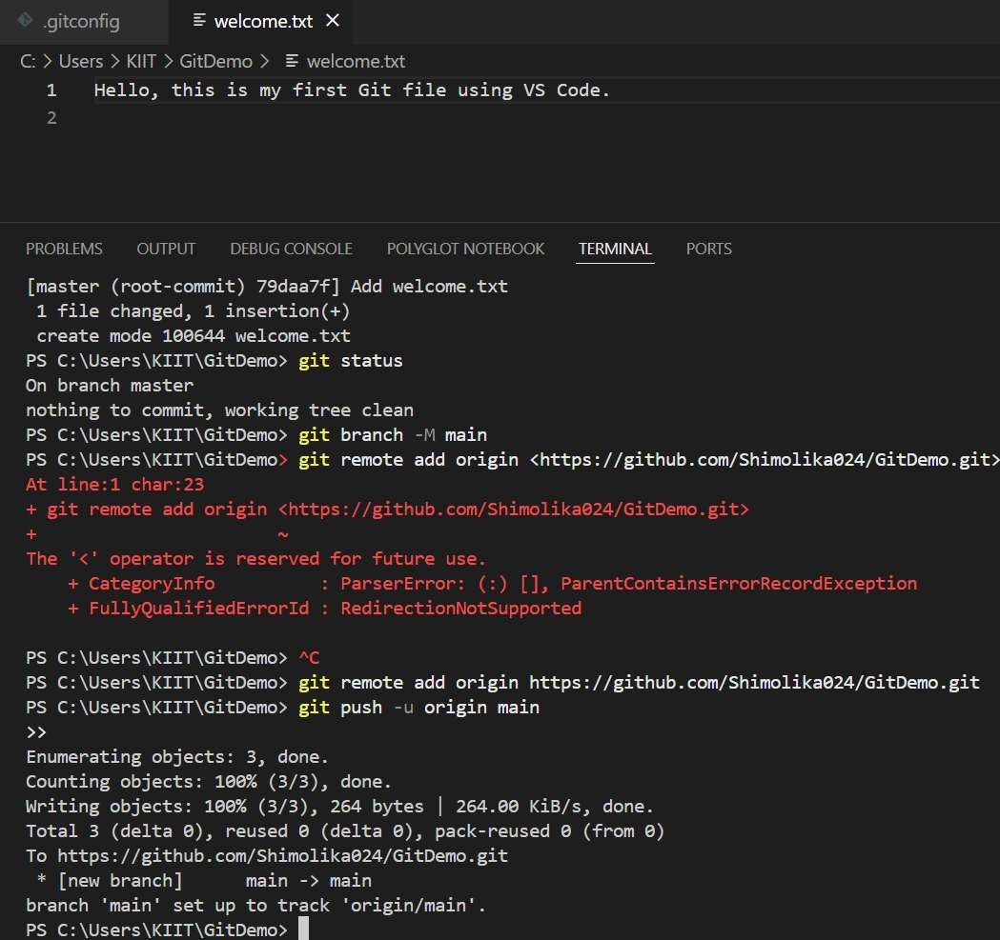 .gitconfig welcome.txt
C: > Users > KIIT > GitDemo > welcome.txt
1 Hello, this is my first Git file using VS Code.
2
PROBLEMS OUTPUT DEBUG CONSOLE POLYGLOT NOTEBOOK TERMINAL PORTS
[master (root-commit) 79daa7f] Add welcome.txt
 1 file changed, 1 insertion(+)
 create mode 100644 welcome.txt
PS C:\Users\KIIT\GitDemo> git status
On branch master
nothing to commit, working tree clean
PS C:\Users\KIIT\GitDemo> git branch -M main
PS C:\Users\KIIT\GitDemo> git remote add origin <https://github.com/Shimolika024/GitDemo.git>
At line:1 char:23
+ git remote add origin <https://github.com/Shimolika024/GitDemo.git>
+                       ~
The '<' operator is reserved for future use.
    + CategoryInfo          : ParserError: (:) [], ParentContainsErrorRecordException
    + FullyQualifiedErrorId : RedirectionNotSupported
PS C:\Users\KIIT\GitDemo> ^C
PS C:\Users\KIIT\GitDemo> git remote add origin https://github.com/Shimolika024/GitDemo.git
PS C:\Users\KIIT\GitDemo> git push -u origin main
>>
Enumerating objects: 3, done.
Counting objects: 100% (3/3), done.
Writing objects: 100% (3/3), 264 bytes | 264.00 KiB/s, done.
Total 3 (delta 0), reused 0 (delta 0), pack-reused 0 (from 0)
To https://github.com/Shimolika024/GitDemo.git
 * [new branch]      main -> main
branch 'main' set up to track 'origin/main'.
PS C:\Users\KIIT\GitDemo>